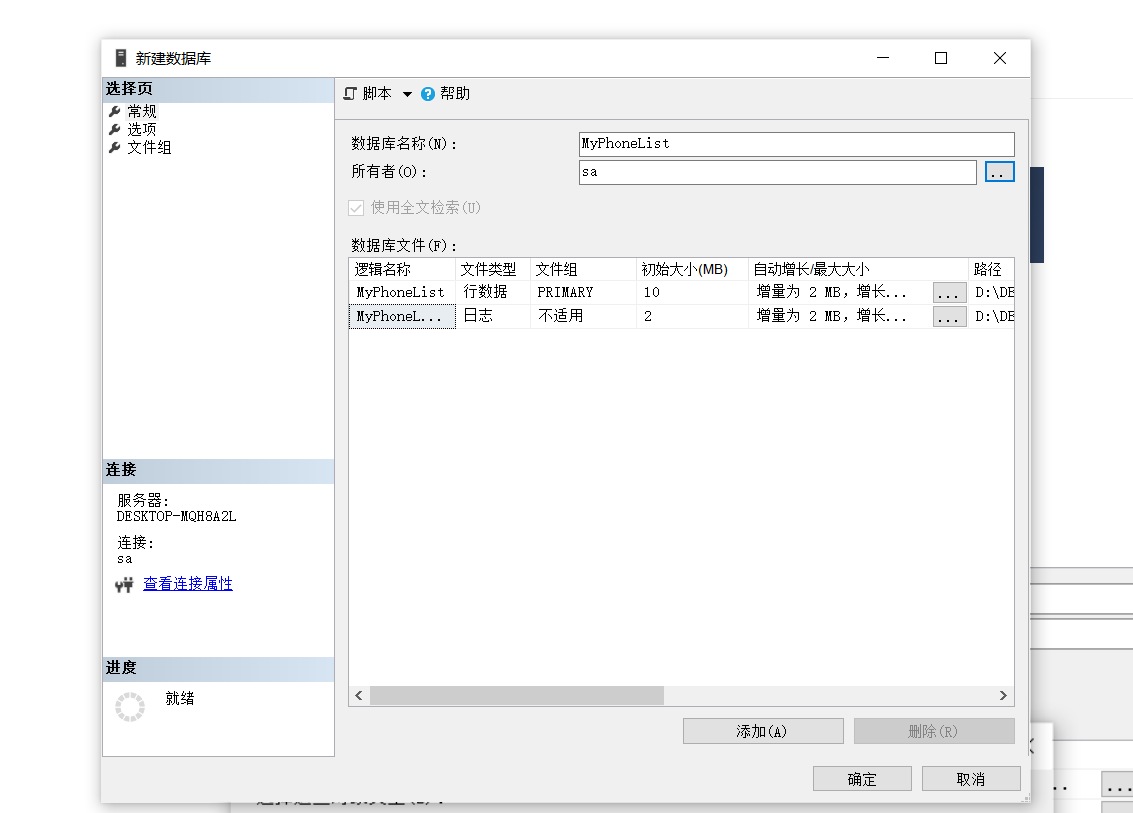 新建数据库
选择页
常规
选项
文件组
脚本 帮助
数据库名称(N):
MyPhoneList
所有者(O):
sa
..
使用全文检索(U)
数据库文件(F):
逻辑名称 文件类型 文件组 初始大小(MB) 自动增长/最大大小 路径
MyPhoneList 行数据 PRIMARY 10 增量为 2 MB，增长... ... D:\DE
MyPhoneL... 日志 不适用 2 增量为 2 MB，增长... ... D:\DE
连接
服务器:
DESKTOP-MQH8A2L
连接:
sa
查看连接属性
进度
就绪
添加(A) 删除(R)
确定 取消